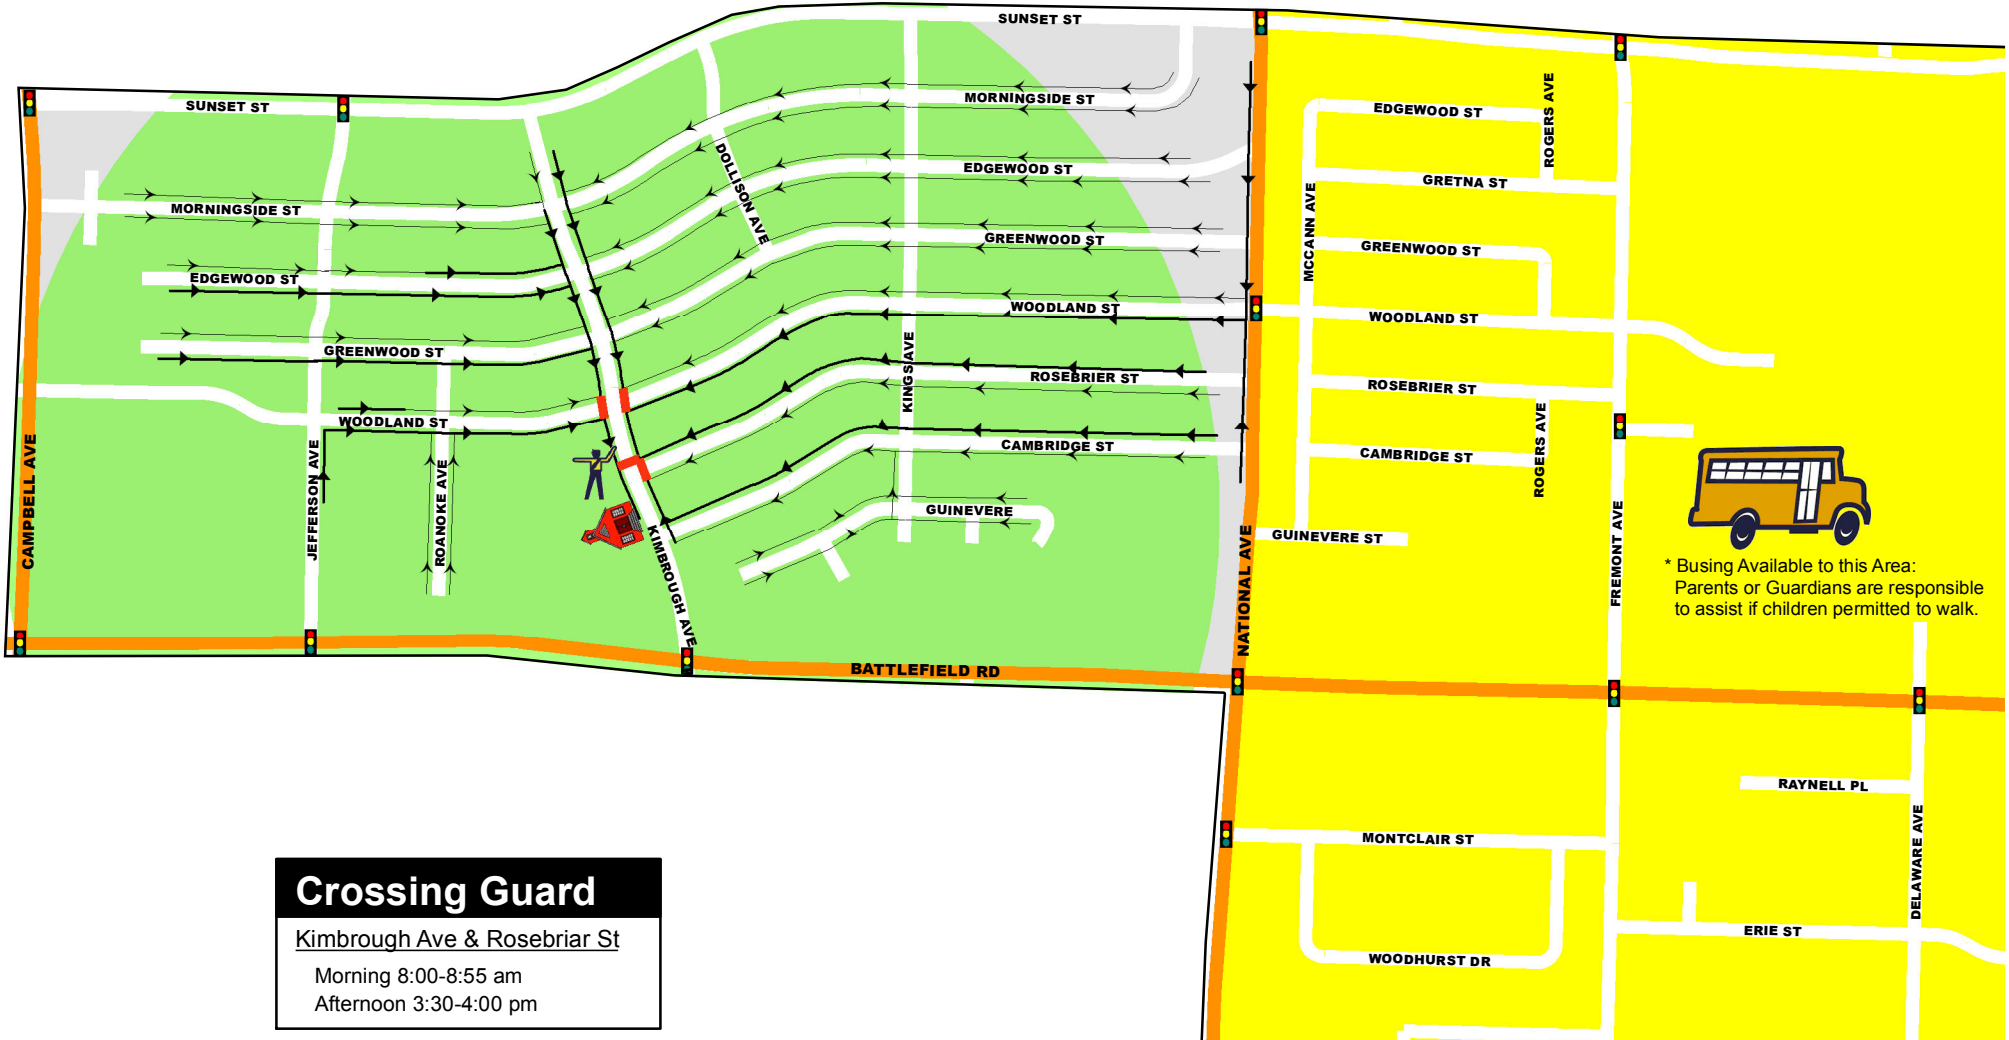 SUNSET ST
SUNSET ST
MORNINGSIDE ST
EDGEWOOD ST
ROGERS AVE
DOLLISON AVE
EDGEWOOD ST
GRETNA ST
MORNINGSIDE ST
MCCANN AVE
GREENWOOD ST
GREENWOOD ST
EDGEWOOD ST
WOODLAND ST
WOODLAND ST
GREENWOOD ST
KINGS AVE
ROSEBRIER ST
ROSEBRIER ST
WOODLAND ST
ROGERS AVE
CAMBRIDGE ST
CAMBRIDGE ST
CAMPBELL AVE
JEFFERSON AVE
ROANOKE AVE
GUINEVERE
GUINEVERE ST
KIMBROUGH AVE
NATIONAL AVE
FREMONT AVE
* Busing Available to this Area:
Parents or Guardians are responsible
to assist if children permitted to walk.
BATTLEFIELD RD
RAYNELL PL
MONTCLAIR ST
DELAWARE AVE
ERIE ST
WOODHURST DR
Crossing Guard
Kimbrough Ave & Rosebriar St
Morning 8:00-8:55 am
Afternoon 3:30-4:00 pm